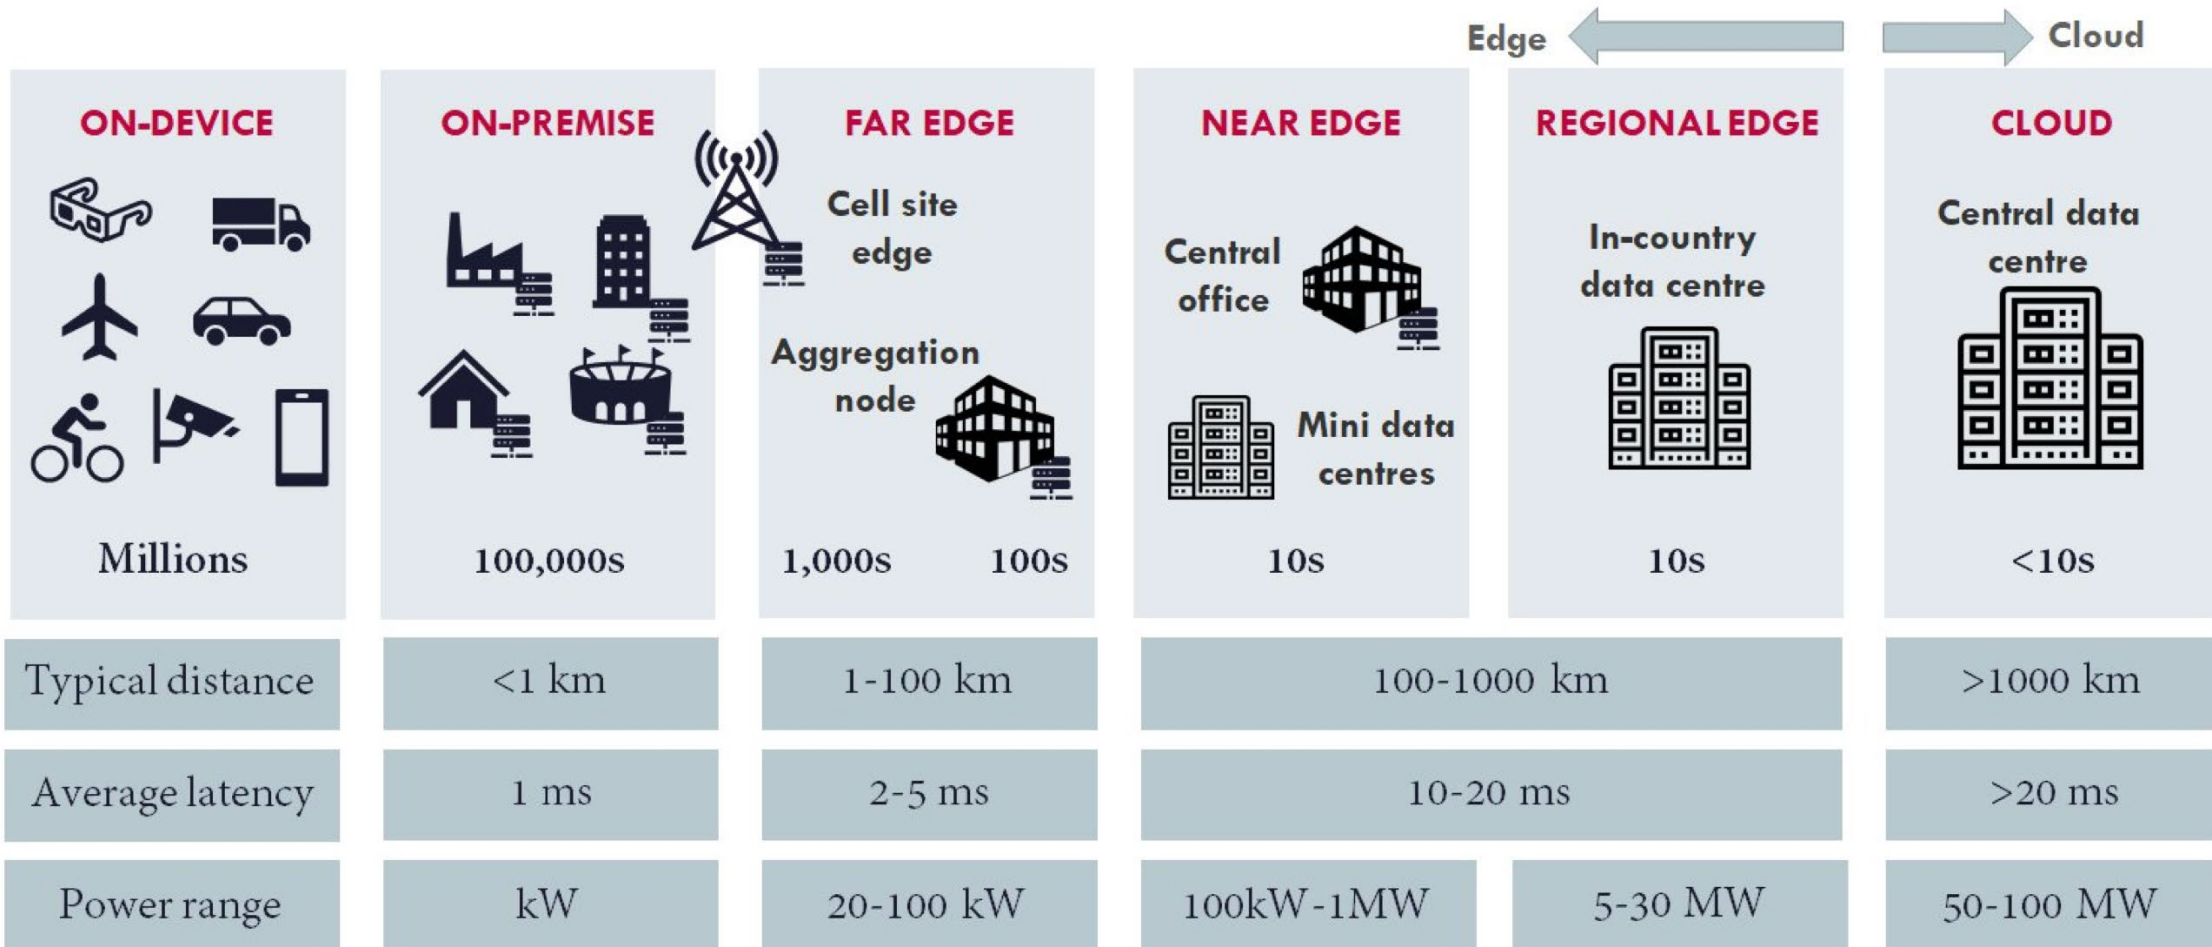 Edge
Cloud
ON-DEVICE
ON-PREMISE
FAR EDGE
NEAR EDGE
REGIONAL EDGE
CLOUD
Cell site
edge
Aggregation
node
Central
office
Mini data
centres
In-country
data centre
Central data
centre
Millions
100,000s
1,000s
100s
10s
10s
<10s
Typical distance
<1 km
1-100 km
100-1000 km
>1000 km
Average latency
1 ms
2-5 ms
10-20 ms
>20 ms
Power range
kW
20-100 kW
100kW-1MW
5-30 MW
50-100 MW